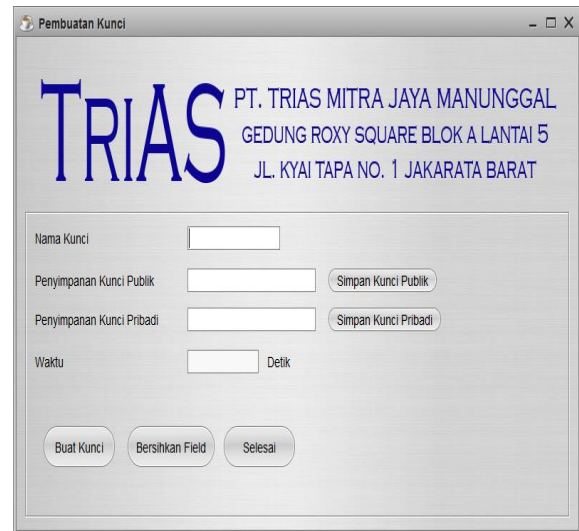 Pembuatan Kunci
TRIAS
PT. TRIAS MITRA JAYA MANUNGGAL
GEDUNG ROXY SQUARE BLOK A LANTAI 5
JL. KYAI TAPA NO. 1 JAKARATA BARAT
Nama Kunci
Penyimpanan Kunci Publik Simpan Kunci Publik
Penyimpanan Kunci Pribadi Simpan Kunci Pribadi
Waktu Detik
Buat Kunci Bersihkan Field Selesai